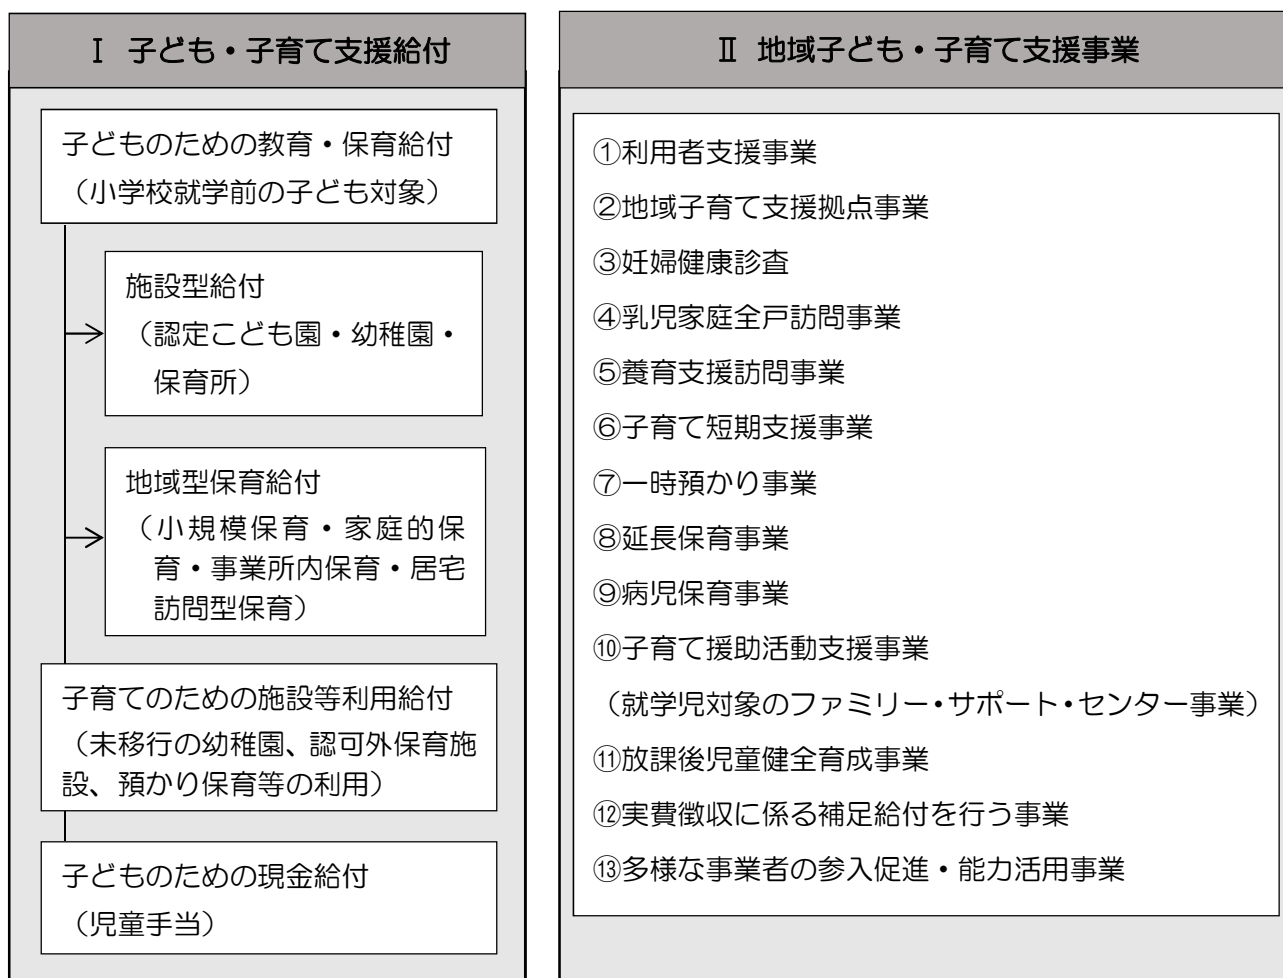 Ⅰ 子ども・子育て支援給付
子どものための教育・保育給付
（小学校就学前の子ども対象）
施設型給付
（認定こども園・幼稚園・
保育所）
地域型保育給付
（小規模保育・家庭的保
育・事業所内保育・居宅
訪問型保育）
子育てのための施設等利用給付
（未移行の幼稚園、認可外保育施
設、預かり保育等の利用）
子どものための現金給付
（児童手当）
Ⅱ 地域子ども・子育て支援事業
①利用者支援事業
②地域子育て支援拠点事業
③妊婦健康診査
④乳児家庭全戸訪問事業
⑤養育支援訪問事業
⑥子育て短期支援事業
⑦一時預かり事業
⑧延長保育事業
⑨病児保育事業
⑩子育て援助活動支援事業
（就学児対象のファミリー・サポート・センター事業）
⑪放課後児童健全育成事業
⑫実費徴収に係る補足給付を行う事業
⑬多様な事業者の参入促進・能力活用事業